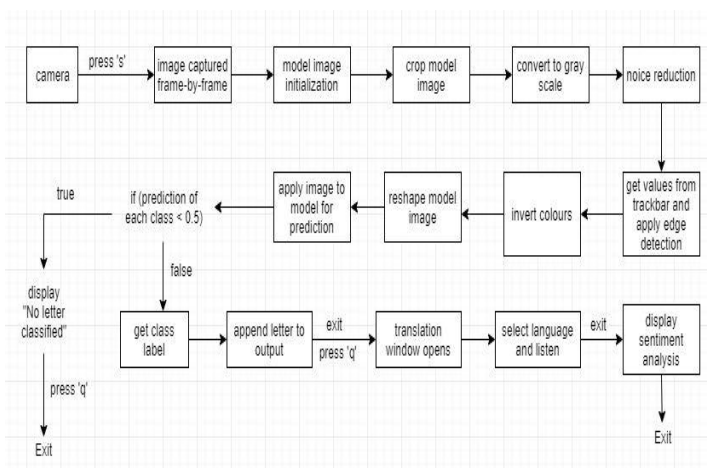 camera
press 's'
image captured
frame-by-frame
model image
initialization
crop model
image
convert to gray
scale
noice reduction
get values from
trackbar and
apply edge
detection
invert colours
reshape model
image
apply image to
model for
prediction
if (prediction of
each class < 0.5)
true
false
display
"No letter
classified"
press 'q'
Exit
get class
label
append letter to
output
exit
press 'q'
translation
window opens
select language
and listen
exit
display
sentiment
analysis
Exit